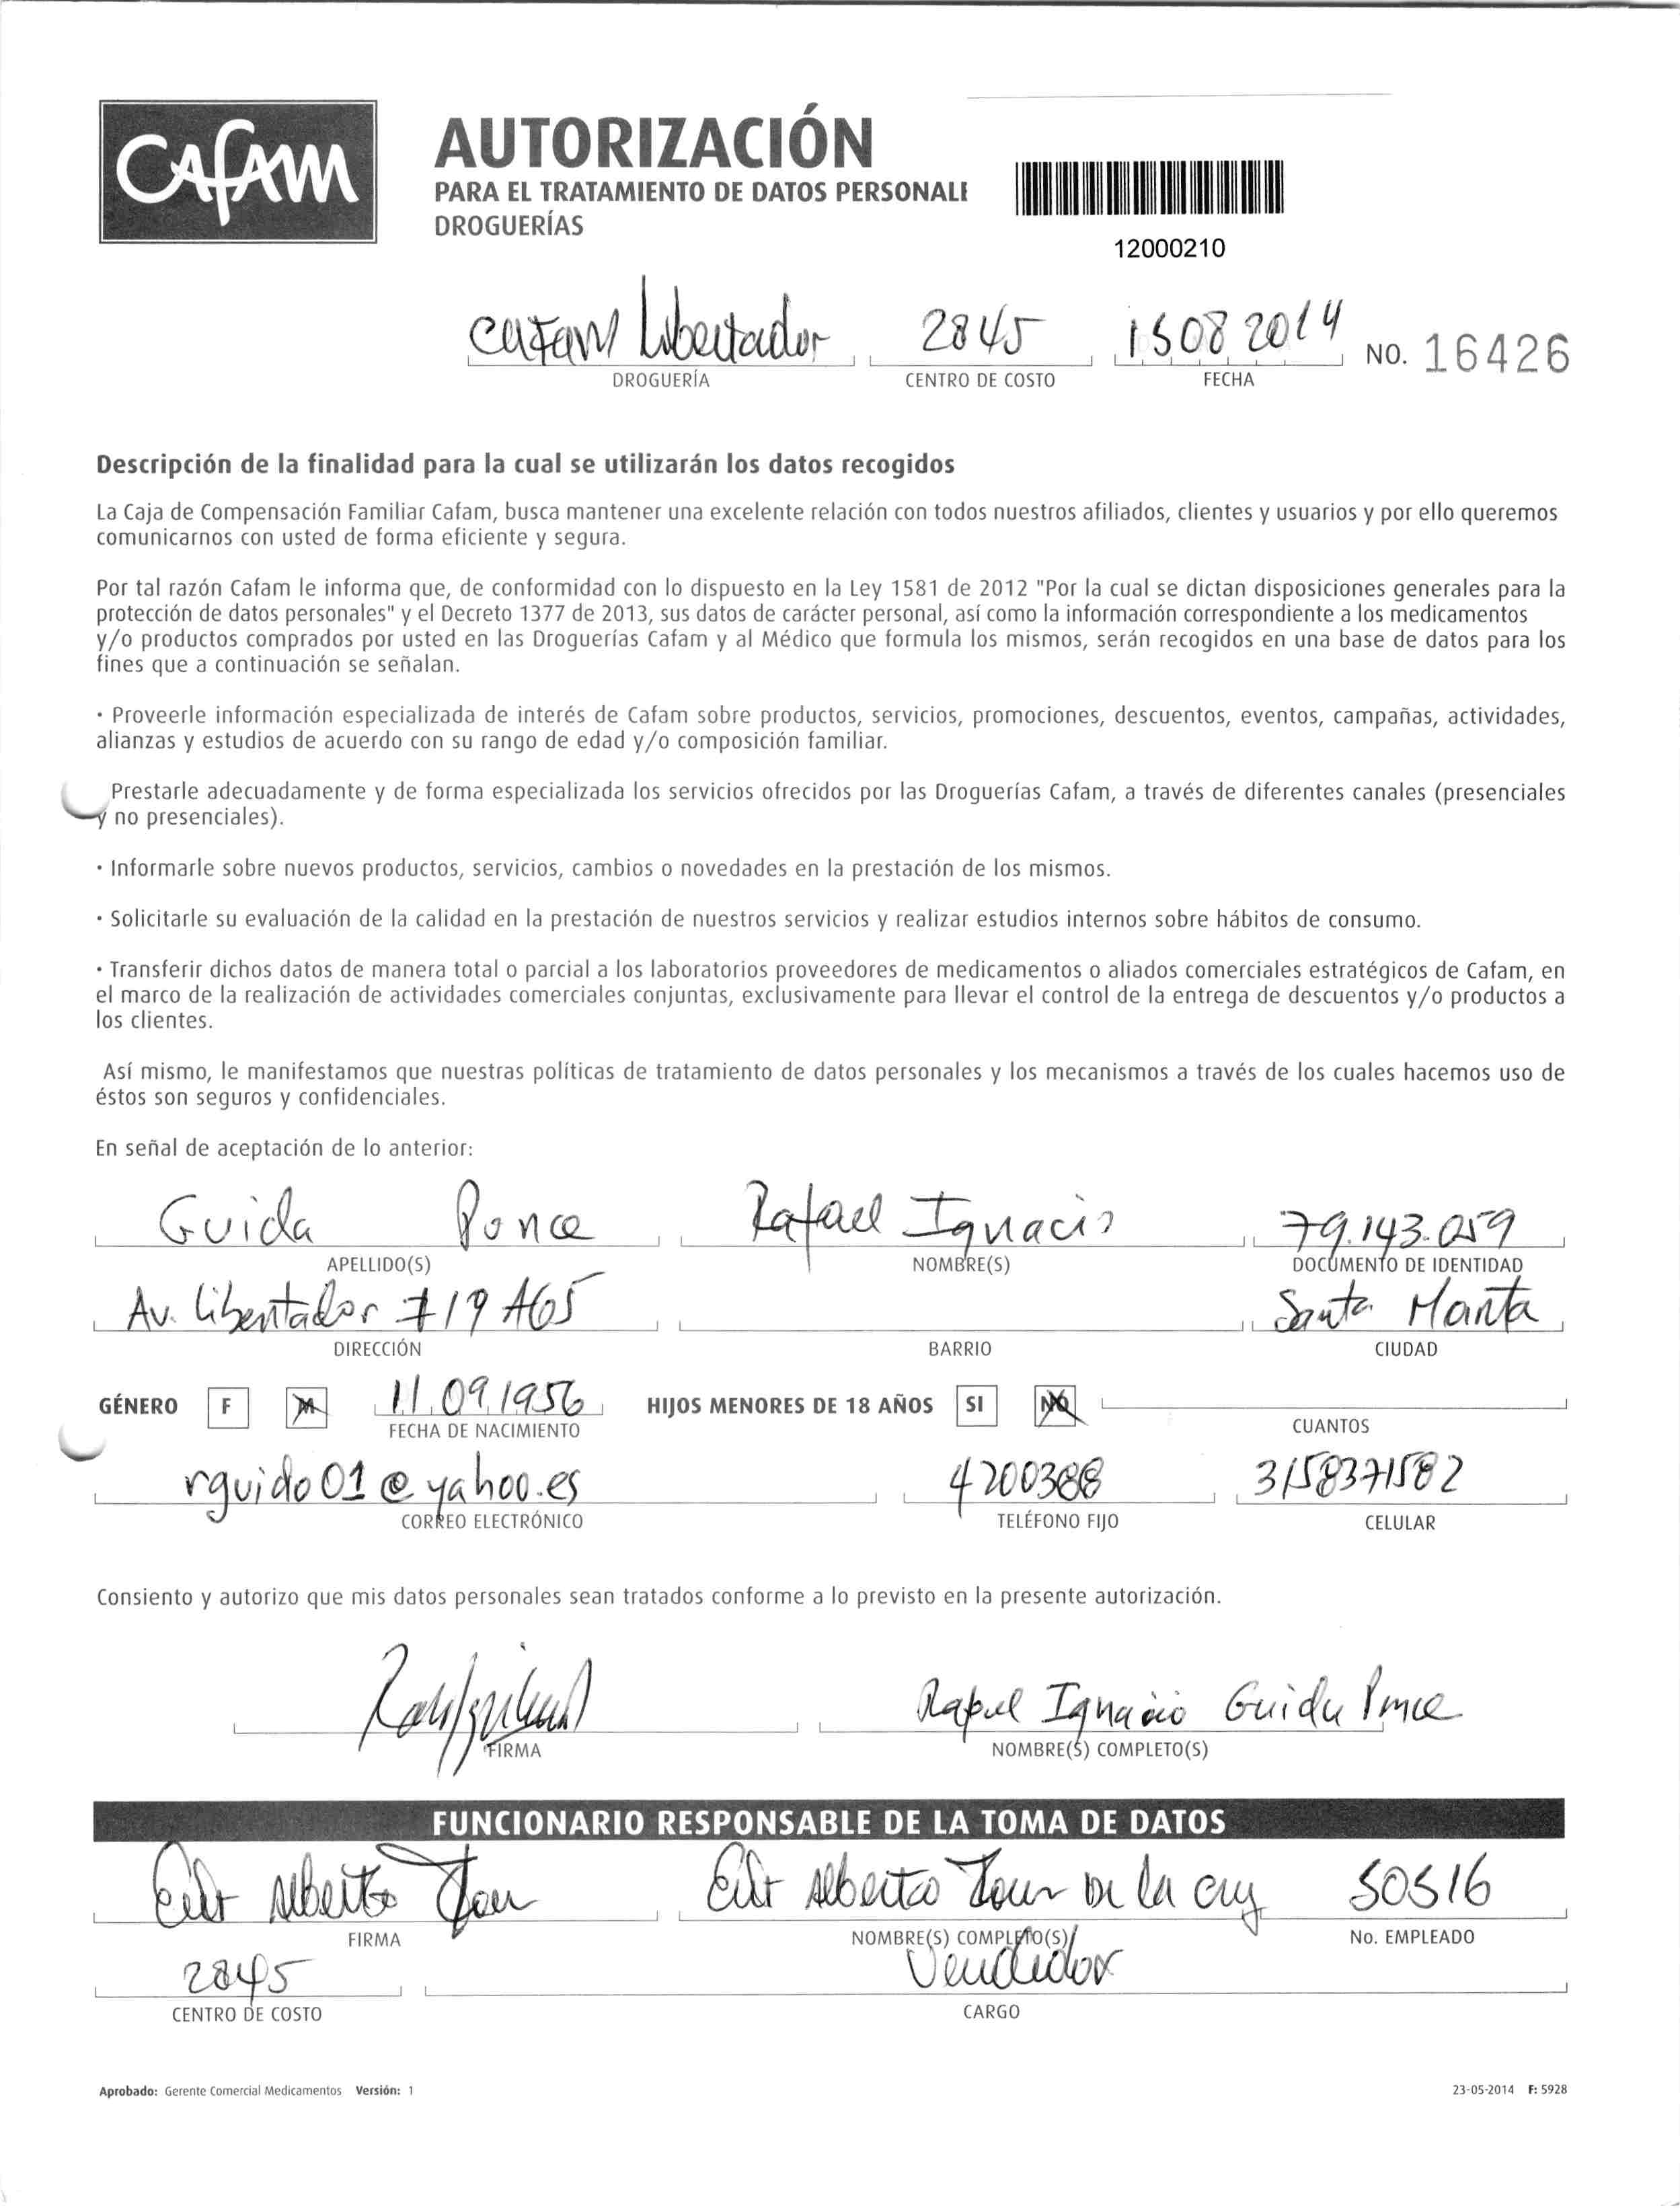 CAFAM
AUTORIZACIÓN
PARA EL TRATAMIENTO DE DATOS PERSONALE
DROGUERÍAS
12000210
Cafam Libertador 2845 15 08 2014 NO. 16426
DROGUERÍA CENTRO DE COSTO FECHA
Descripción de la finalidad para la cual se utilizarán los datos recogidos
La Caja de Compensación Familiar Cafam, busca mantener una excelente relación con todos nuestros afiliados, clientes y usuarios y por ello queremos
comunicarnos con usted de forma eficiente y segura.
Por tal razón Cafam le informa que, de conformidad con lo dispuesto en la Ley 1581 de 2012 "Por la cual se dictan disposiciones generales para la
protección de datos personales" y el Decreto 1377 de 2013, sus datos de carácter personal, así como la información correspondiente a los medicamentos
y/o productos comprados por usted en las Droguerías Cafam y al Médico que formula los mismos, serán recogidos en una base de datos para los
fines que a continuación se señalan.
· Proveerle información especializada de interés de Cafam sobre productos, servicios, promociones, descuentos, eventos, campañas, actividades,
alianzas y estudios de acuerdo con su rango de edad y/o composición familiar.
Prestarle adecuadamente y de forma especializada los servicios ofrecidos por las Droguerías Cafam, a través de diferentes canales (presenciales
y no presenciales).
· Informarle sobre nuevos productos, servicios, cambios o novedades en la prestación de los mismos.
· Solicitarle su evaluación de la calidad en la prestación de nuestros servicios y realizar estudios internos sobre hábitos de consumo.
· Transferir dichos datos de manera total o parcial a los laboratorios proveedores de medicamentos o aliados comerciales estratégicos de Cafam, en
el marco de la realización de actividades comerciales conjuntas, exclusivamente para llevar el control de la entrega de descuentos y/o productos a
los clientes.
Así mismo, le manifestamos que nuestras políticas de tratamiento de datos personales y los mecanismos a través de los cuales hacemos uso de
éstos son seguros y confidenciales.
En señal de aceptación de lo anterior:
Guida Ponce Rafael Ignacio 79.143.059
APELLIDO(S) NOMBRE(S) DOCUMENTO DE IDENTIDAD
Av. Libertador # 19 A65 Santa Marta
DIRECCIÓN BARRIO CIUDAD
GÉNERO F M 11 09 1956 HIJOS MENORES DE 18 AÑOS SI NO
FECHA DE NACIMIENTO CUANTOS
rguido01@yahoo.es 4200388 3158371582
CORREO ELECTRÓNICO TELÉFONO FIJO CELULAR
Consiento y autorizo que mis datos personales sean tratados conforme a lo previsto en la presente autorización.
Rafael Ignacio Guida Ponce
FIRMA NOMBRE(S) COMPLETO(S)
FUNCIONARIO RESPONSABLE DE LA TOMA DE DATOS
Alberto Alberto De la Cruz 50516
FIRMA NOMBRE(S) COMPLETO(S) No. EMPLEADO
2845 Vendedor
CENTRO DE COSTO CARGO
Aprobado: Gerente Comercial Medicamentos Versión: 1 23-05-2014 F: 5928